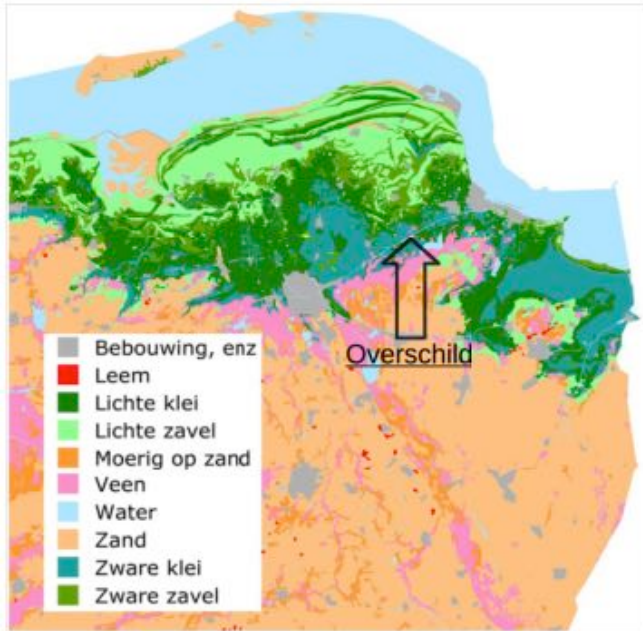 Overschild
Bebouwing, enz
Leem
Lichte klei
Lichte zavel
Moerig op zand
Veen
Water
Zand
Zware klei
Zware zavel